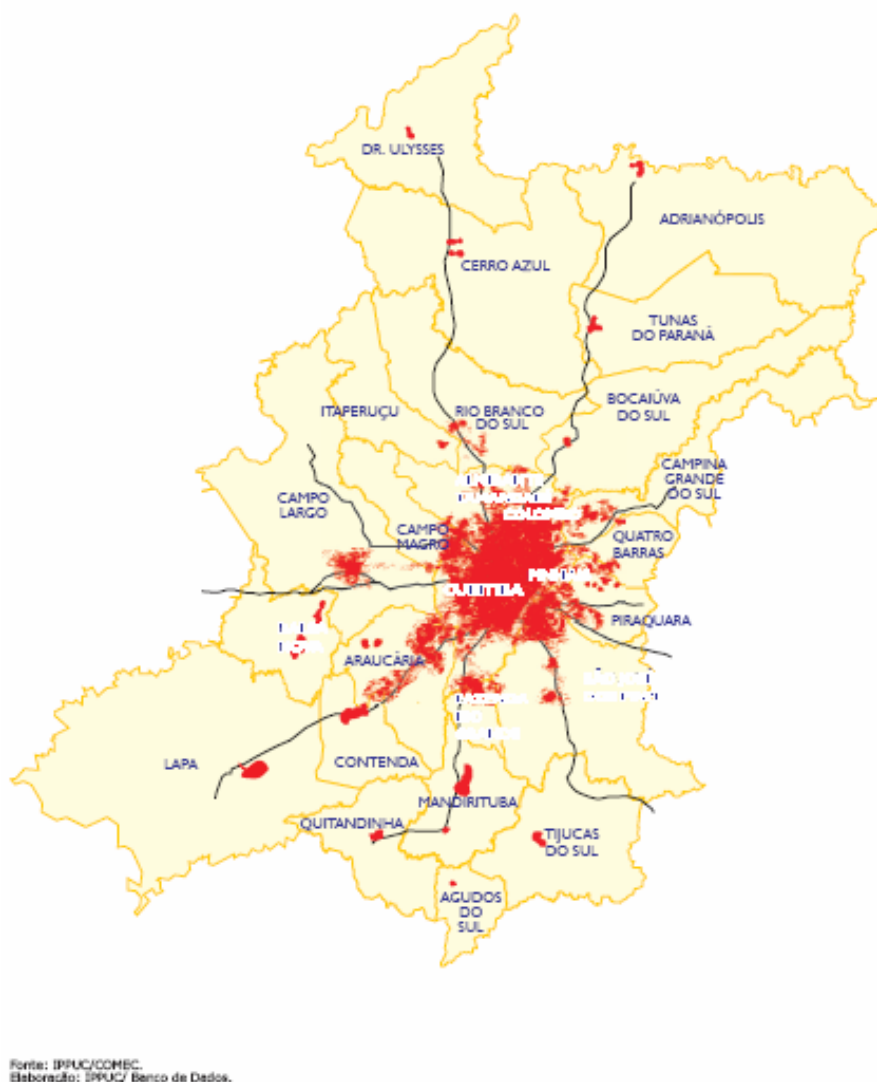 DR. ULYSSES
ADRIANÓPOLIS
CERRO AZUL
TUNAS
DO PARANÁ
BOCAIÚVA
DO SUL
ITAPERUÇU
RIO BRANCO
DO SUL
CAMPINA
GRANDE
DO SUL
CAMPO
LARGO
COLOMBO
CAMPO
MAGRO
QUATRO
BARRAS
PINHAIS
CURITIBA
PIRAQUARA
ARAUCÁRIA
LAPA
CONTENDA
MANDIRITUBA
QUITANDINHA
TIJUCAS
DO SUL
AGUDOS
DO
SUL
Fonte: IPPUC/COMEC.
Elaboração: IPPUC/ Banco de Dados.